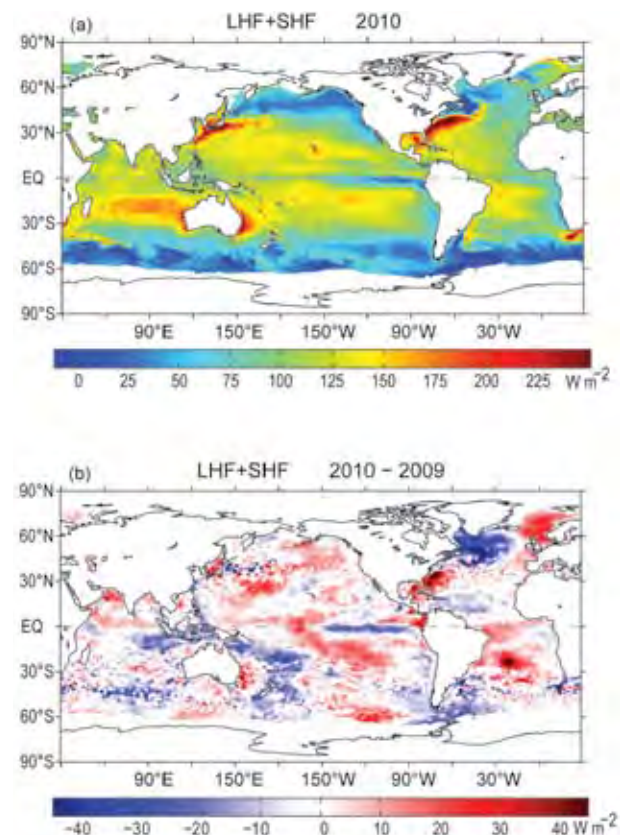 (a) LHF+SHF 2010
90°N
60°N
30°N
EQ
30°S
60°S
90°S
90°E 150°E 150°W 90°W 30°W
0 25 50 75 100 125 150 175 200 225 W m⁻²
(b) LHF+SHF 2010 − 2009
90°N
60°N
30°N
EQ
30°S
60°S
90°S
90°E 150°E 150°W 90°W 30°W
−40 −30 −20 −10 0 10 20 30 40 W m⁻²